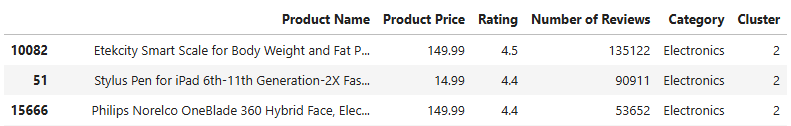 Product Name Product Price Rating Number of Reviews Category Cluster
10082 Etekcity Smart Scale for Body Weight and Fat P... 149.99 4.5 135122 Electronics 2
51 Stylus Pen for iPad 6th-11th Generation-2X Fas... 14.99 4.4 90911 Electronics 2
15666 Philips Norelco OneBlade 360 Hybrid Face, Elec... 149.99 4.4 53652 Electronics 2